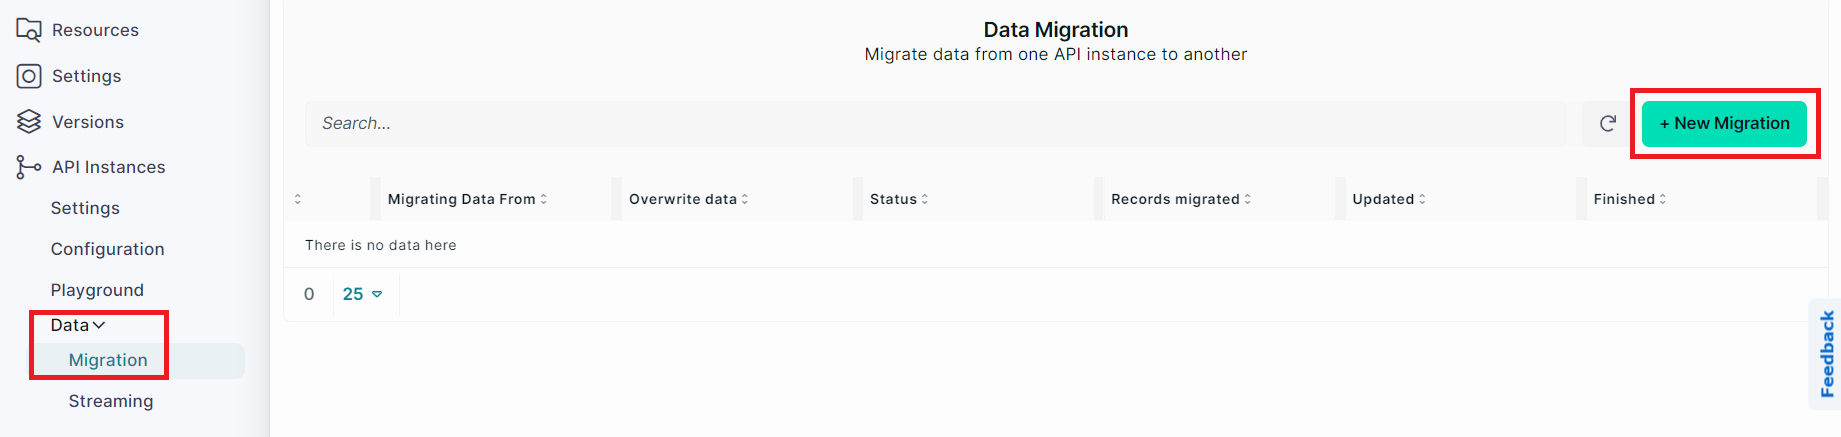 Resources
Settings
Versions
API Instances
Settings
Configuration
Playground
Data
Migration
Streaming
Data Migration
Migrate data from one API instance to another
Search...
+ New Migration
Migrating Data From Overwrite data Status Records migrated Updated Finished
There is no data here
0 25
Feedback